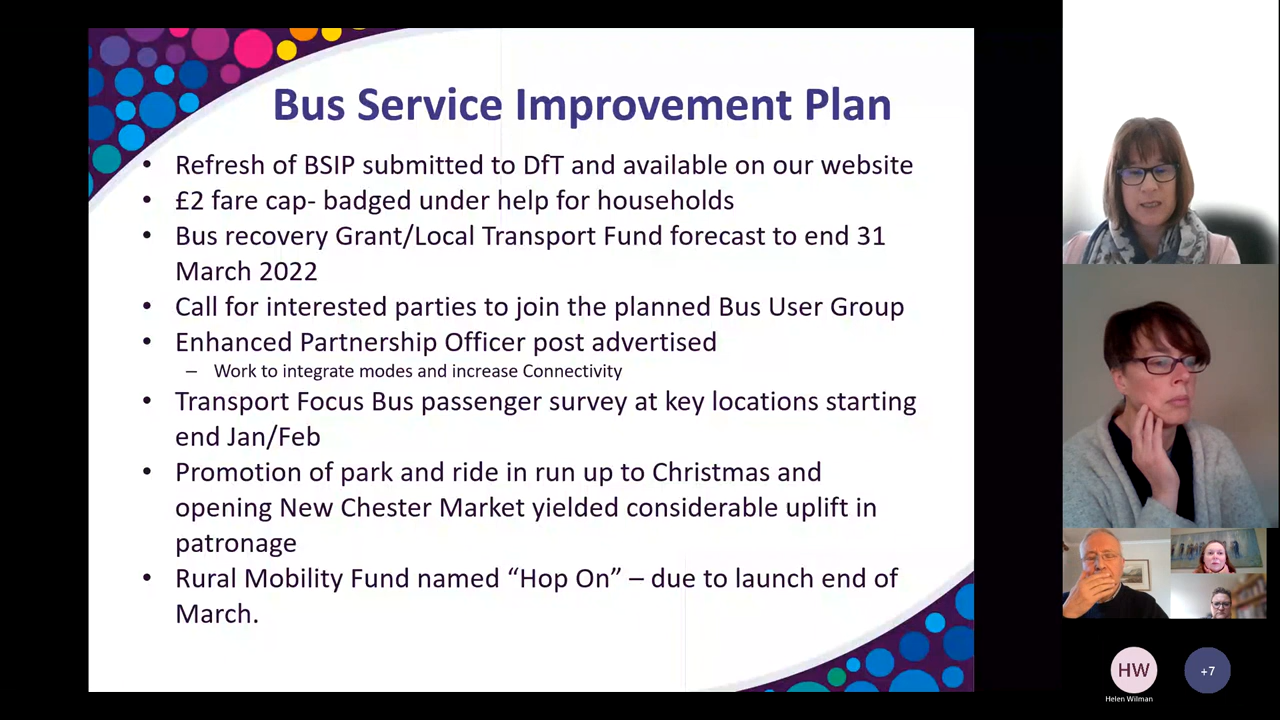 Bus Service Improvement Plan
• Refresh of BSIP submitted to DfT and available on our website
• £2 fare cap- badged under help for households
• Bus recovery Grant/Local Transport Fund forecast to end 31
March 2022
• Call for interested parties to join the planned Bus User Group
• Enhanced Partnership Officer post advertised
– Work to integrate modes and increase Connectivity
• Transport Focus Bus passenger survey at key locations starting
end Jan/Feb
• Promotion of park and ride in run up to Christmas and
opening New Chester Market yielded considerable uplift in
patronage
• Rural Mobility Fund named “Hop On” – due to launch end of
March.
HW
+7
Helen Wilman